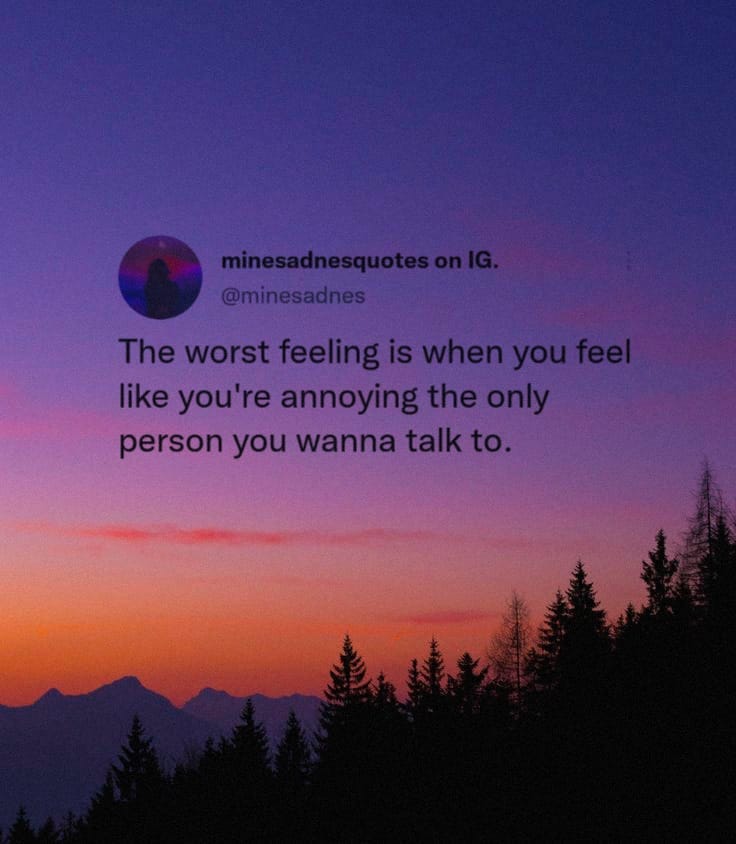 minesadnesquotes on IG.
@minesadnes
The worst feeling is when you feel
like you're annoying the only
person you wanna talk to.